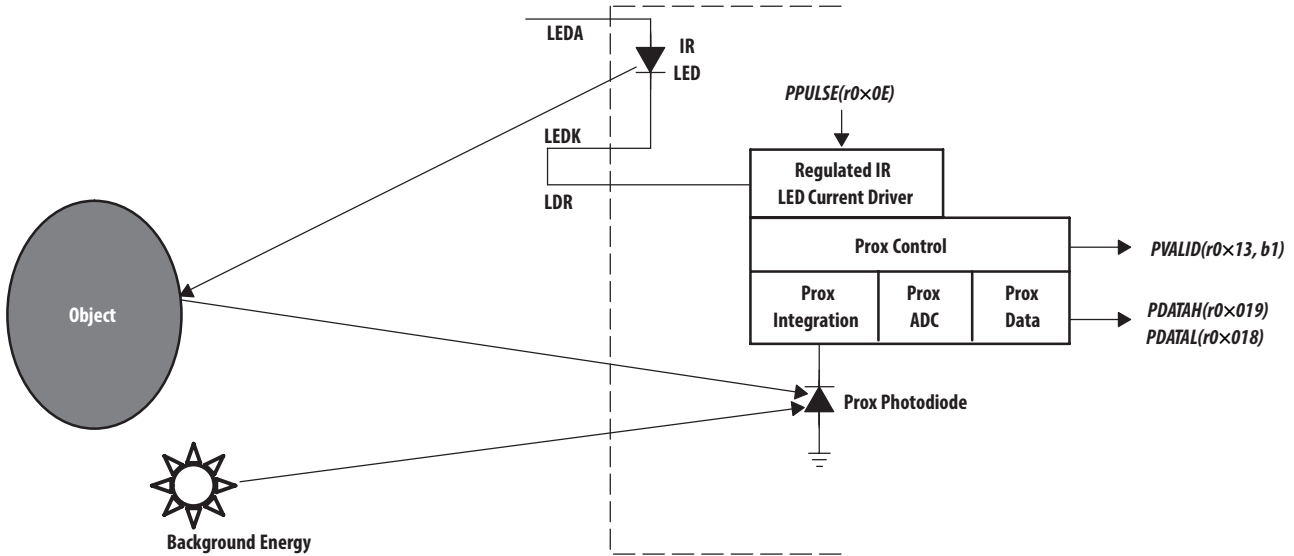 LEDA
IR
LED
PPULSE(r0×0E)
LEDK
LDR
Regulated IR
LED Current Driver
Prox Control
PVALID(r0×13, b1)
Prox
Integration
Prox
ADC
Prox
Data
PDATAH(r0×019)
PDATAL(r0×018)
Object
Prox Photodiode
Background Energy